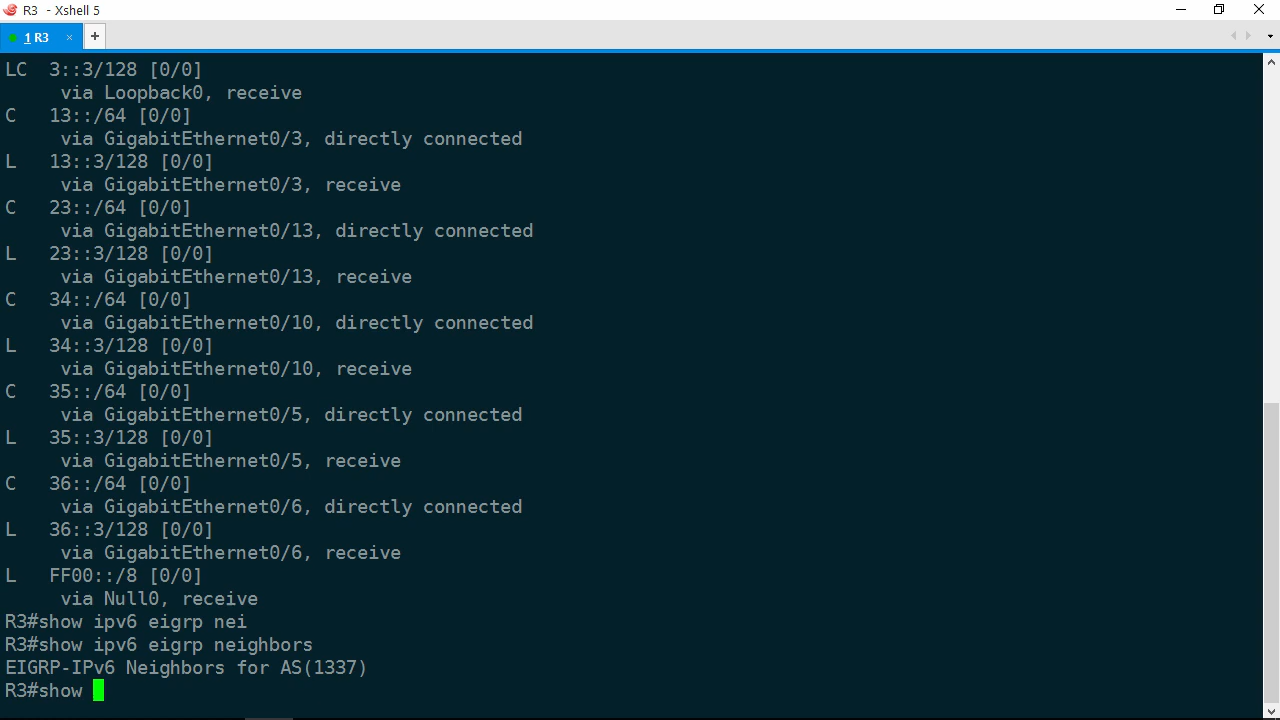 R3 - Xshell 5
1 R3 × +
LC 3::3/128 [0/0]
via Loopback0, receive
C 13::/64 [0/0]
via GigabitEthernet0/3, directly connected
L 13::3/128 [0/0]
via GigabitEthernet0/3, receive
C 23::/64 [0/0]
via GigabitEthernet0/13, directly connected
L 23::3/128 [0/0]
via GigabitEthernet0/13, receive
C 34::/64 [0/0]
via GigabitEthernet0/10, directly connected
L 34::3/128 [0/0]
via GigabitEthernet0/10, receive
C 35::/64 [0/0]
via GigabitEthernet0/5, directly connected
L 35::3/128 [0/0]
via GigabitEthernet0/5, receive
C 36::/64 [0/0]
via GigabitEthernet0/6, directly connected
L 36::3/128 [0/0]
via GigabitEthernet0/6, receive
L FF00::/8 [0/0]
via Null0, receive
R3#show ipv6 eigrp nei
R3#show ipv6 eigrp neighbors
EIGRP-IPv6 Neighbors for AS(1337)
R3#show